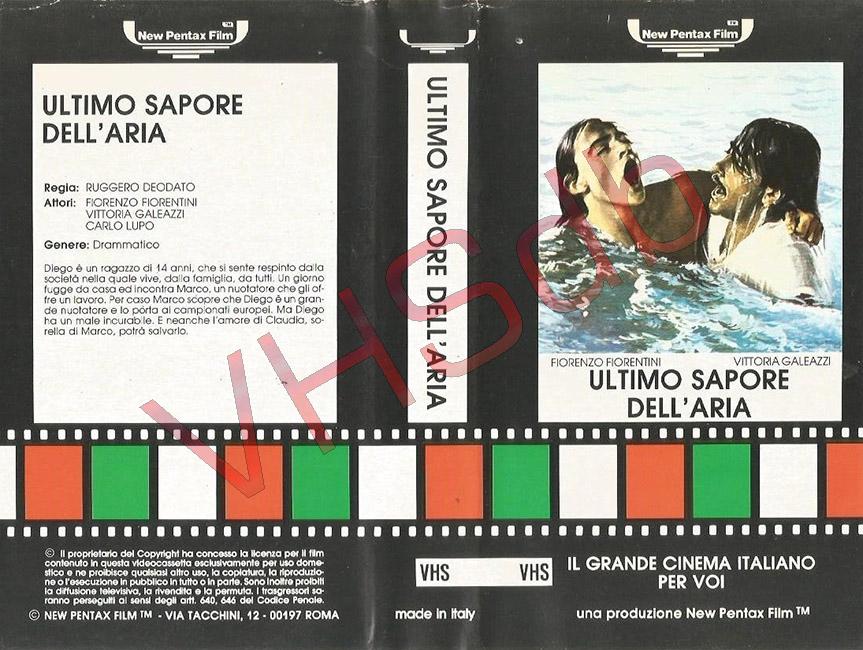 New Pentax Film™
ULTIMO SAPORE
DELL'ARIA
Regia: RUGGERO DEODATO
Attori: FIORENZO FIORENTINI
VITTORIA GALEAZZI
CARLO LUPO
Genere: Drammatico
Diego è un ragazzo di 14 anni, che si sente respinto dalla
società nella quale vive, dalla famiglia, da tutti. Un giorno
fugge da casa ed incontra Marco, un nuotatore che gli of-
fre un lavoro. Per caso Marco scopre che Diego è un gran-
de nuotatore e lo porta ai campionati europei. Ma Diego
ha un male incurabile. E neanche l'amore di Claudia, so-
rella di Marco, potrà salvarlo.
© Il proprietario del Copyright ha concesso la licenza per il film
contenuto in questa videocassetta esclusivamente per uso dome-
stico e ne proibisce qualsiasi altro uso, la copiatura, la riproduzio-
ne o l'esecuzione in pubblico in tutto o in parte. Sono inoltre proibiti
la diffusione televisiva, la rivendita e la permuta. I trasgressori sa-
ranno perseguiti ai sensi degli artt. 640, 646 del Codice Penale.
© NEW PENTAX FILM™ - VIA TACCHINI, 12 - 00197 ROMA
ULTIMO SAPORE DELL'ARIA
VHS VHS
made in Italy
New Pentax Film™
FIORENZO FIORENTINI VITTORIA GALEAZZI
ULTIMO SAPORE
DELL'ARIA
IL GRANDE CINEMA ITALIANO
PER VOI
una produzione New Pentax Film™
VHSdb